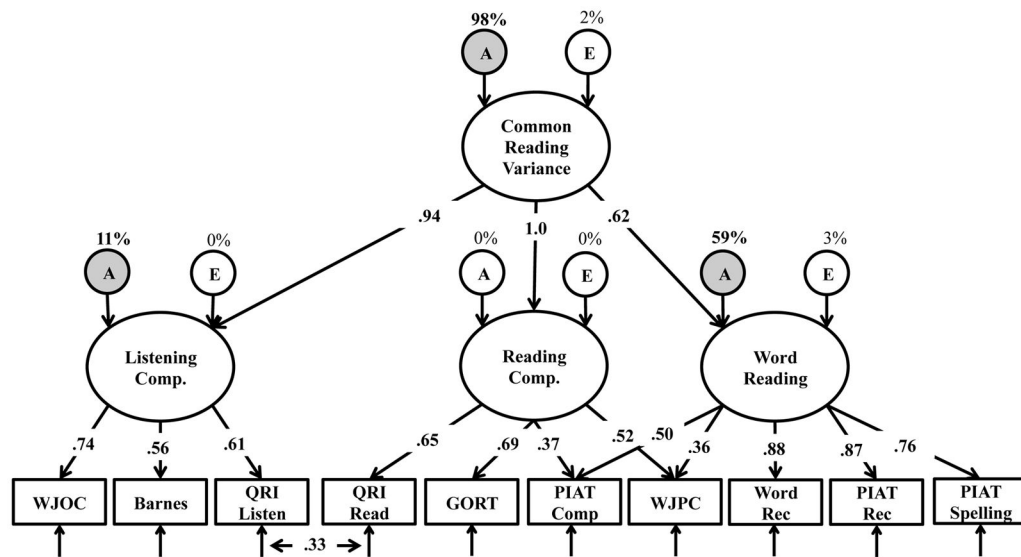 98%
2%
A
E
Common
Reading
Variance
.94
1.0
.62
11%
0%
0%
0%
59%
3%
A
E
A
E
A
E
Listening
Comp.
Reading
Comp.
Word
Reading
.74
.56
.61
.65
.69
.37
.52
.50
.36
.88
.87
.76
WJOC
Barnes
QRI
Listen
QRI
Read
GORT
PIAT
Comp
WJPC
Word
Rec
PIAT
Rec
PIAT
Spelling
.33